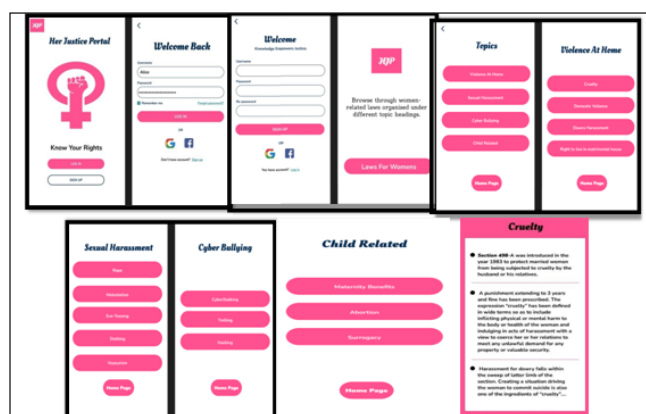 HJP
Her Justice Portal
Know Your Rights
LOG IN
SIGN UP
Welcome Back
Username
Alice
Password
Remember me
Forgot password?
LOG IN
OR
Don't have account? Sign up
Welcome
Knowledge Empowers Justice
Username
Password
Re-password
SIGN UP
OR
You have account? Log in
HJP
Browse through women-
related laws organised under
different topic headings.
Laws For Womens
Topics
Violence At Home
Sexual Harassment
Cyber Bullying
Child Related
Home Page
Violence At Home
Cruelty
Domestic Violence
Dowry Harassment
Right to live in matrimonial house
Home Page
Sexual Harassment
Rape
Molestation
Eve-Teasing
Stalking
Voyeurism
Home Page
Cyber Bullying
CyberStalking
Trolling
Hacking
Home Page
Child Related
Maternity Benefits
Abortion
Surrogacy
Home Page
Cruelty
Section 498-A was introduced in the
year 1983 to protect married women
from being subjected to cruelty by the
husband or his relatives.
A punishment extending to 3 years
and fine has been prescribed. The
expression "cruelty" has been defined
in wide terms so as to include
inflicting physical or mental harm to
the body or health of the woman and
indulging in acts of harassment with a
view to coerce her or her relations to
meet any unlawful demand for any
property or valuable security.
Harassment for dowry falls within
the sweep of latter limb of the
section. Creating a situation driving
the woman to commit suicide is also
one of the ingredients of "cruelty"...